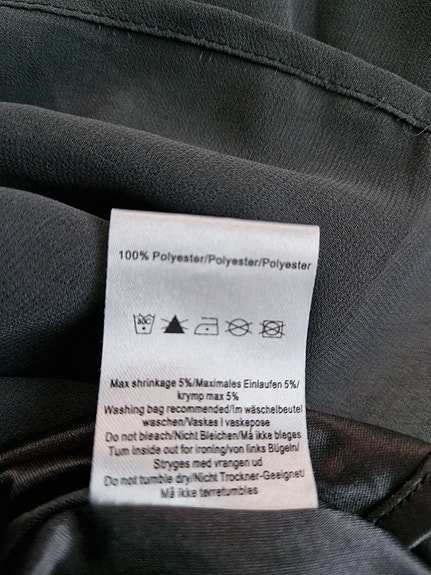 100% Polyester/Polyester/Polyester
30C
Max shrinkage 5%/Maximales Einlaufen 5%/
krymp max 5%
Washing bag recommended/Im wäschelbeutel
waschen/Vaskes I vaskepose
Do not bleach/Nicht Bleichen/Må ikke bleges
Turn inside out for ironing/von links Bügeln/
Stryges med vrangen ud
Do not tumble dry/Nicht Trockner-Geeignet/
Må ikke tørretumbles